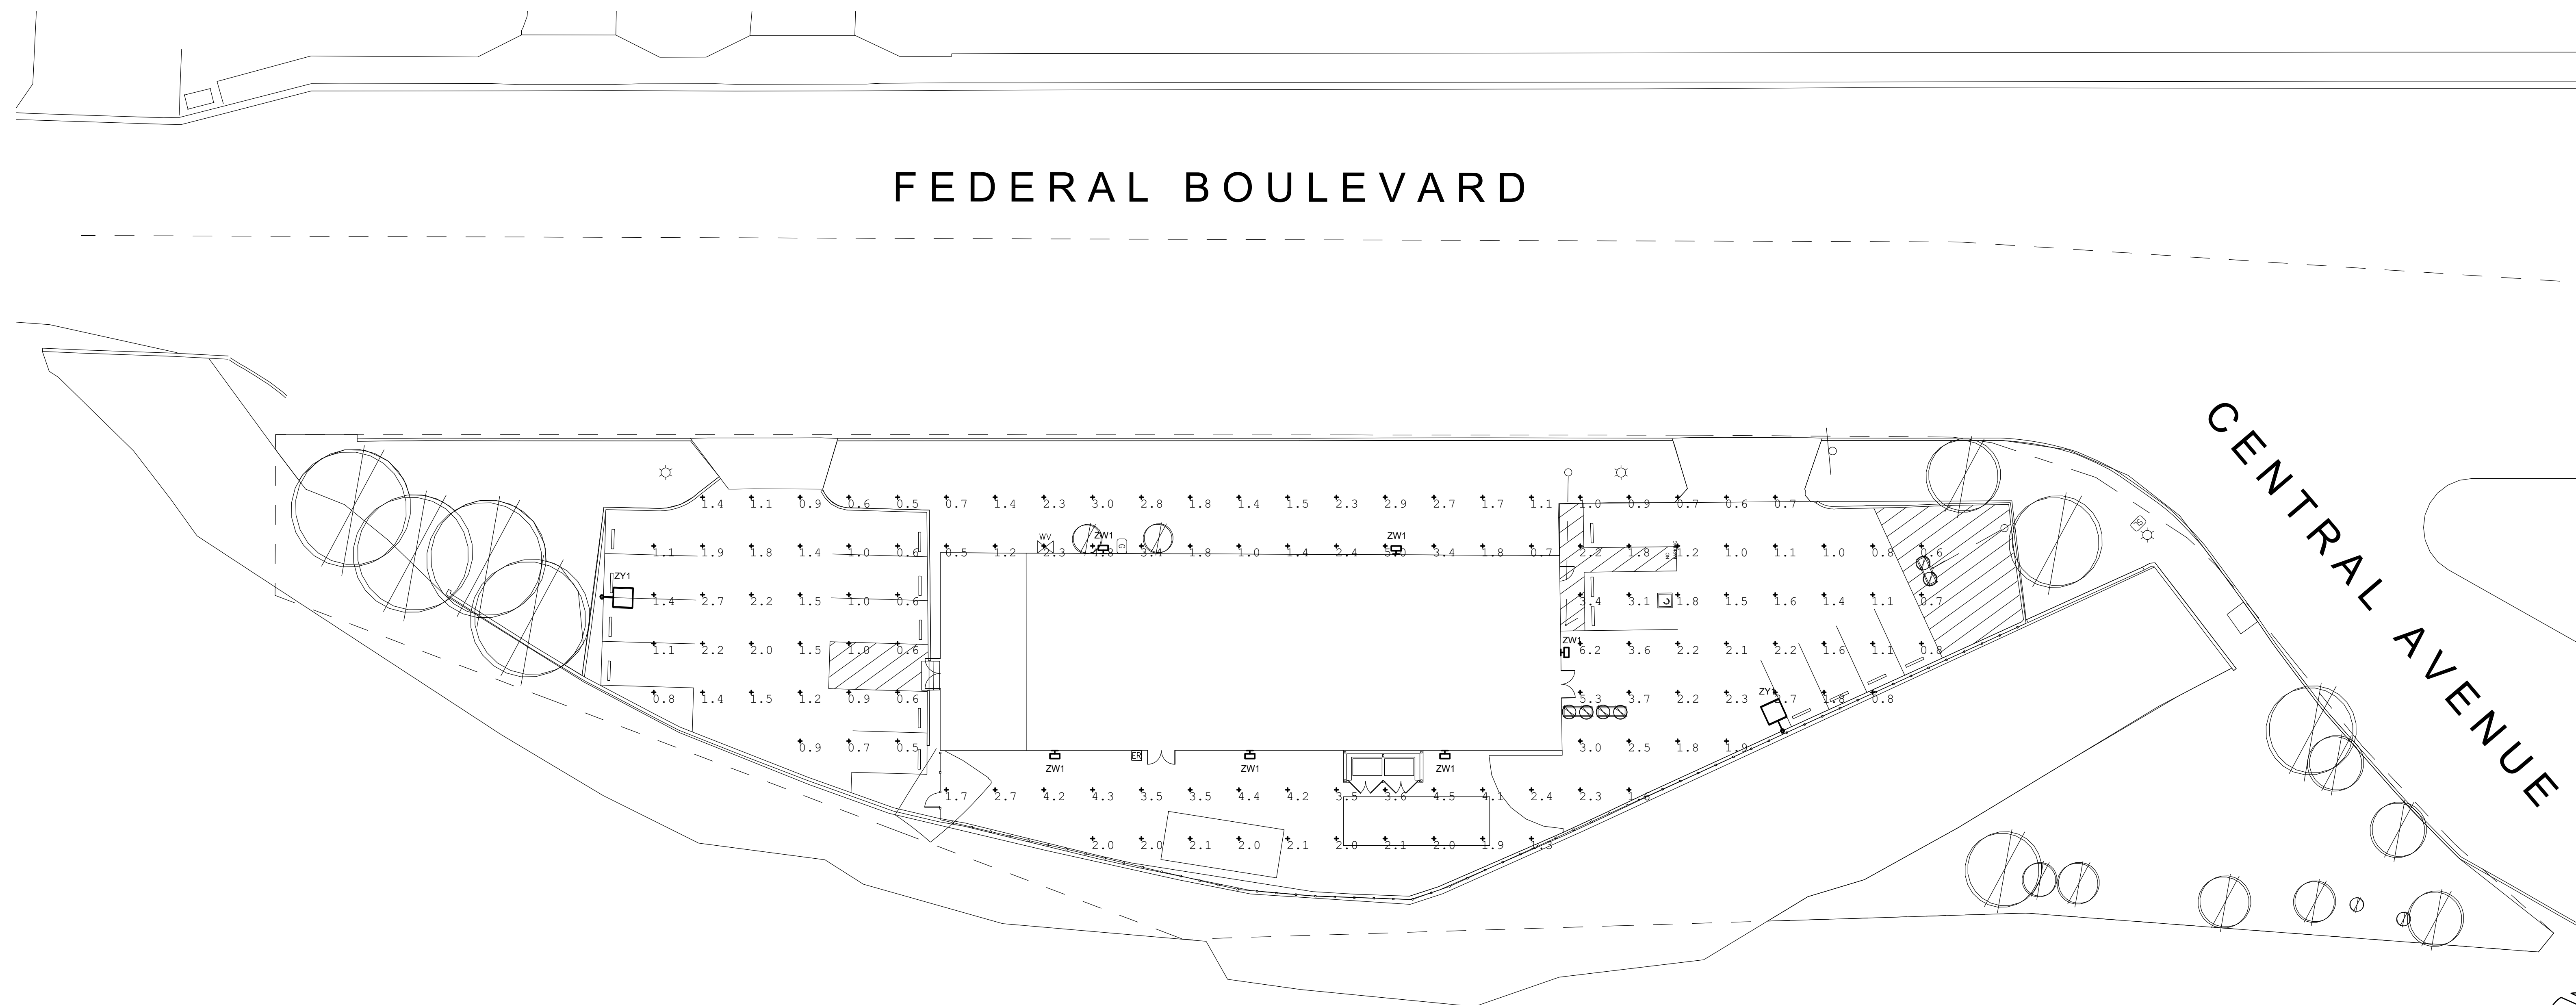 FEDERAL BOULEVARD
CENTRAL AVENUE
1.4 1.1 0.9 0.6 0.5 0.7 1.4 2.3 3.0 2.8 1.8 1.4 1.5 2.3 2.9 2.7 1.7 1.1 1.0 0.9 0.7 0.6 0.7
WV ZW1 G ZW1
1.1 1.9 1.8 1.4 1.0 0.6 0.5 1.2 2.3 3.4 1.8 1.0 1.4 2.4 3.4 1.8 0.7 2.2 1.8 1.2 1.0 1.1 1.0 0.8 0.6
ZY1
1.4 2.7 2.2 1.5 1.0 0.6 3.4 3.1 1.8 1.5 1.6 1.4 1.1 0.7
ZW1
1.1 2.2 2.0 1.5 1.0 0.6 6.2 3.6 2.2 2.1 2.2 1.6 1.1 0.8
ZY1
0.8 1.4 1.5 1.2 0.9 0.6 5.3 3.7 2.2 2.3 1.8 0.8
0.9 0.7 0.5 3.0 2.5 1.8 1.9
ER
ZW1 ZW1 ZW1
1.7 2.7 4.2 4.3 3.5 3.5 4.4 4.2 3.5 3.6 4.5 4.1 2.4 2.3 1.6
2.0 2.0 2.1 2.0 2.1 2.0 2.1 2.0 1.9 1.3